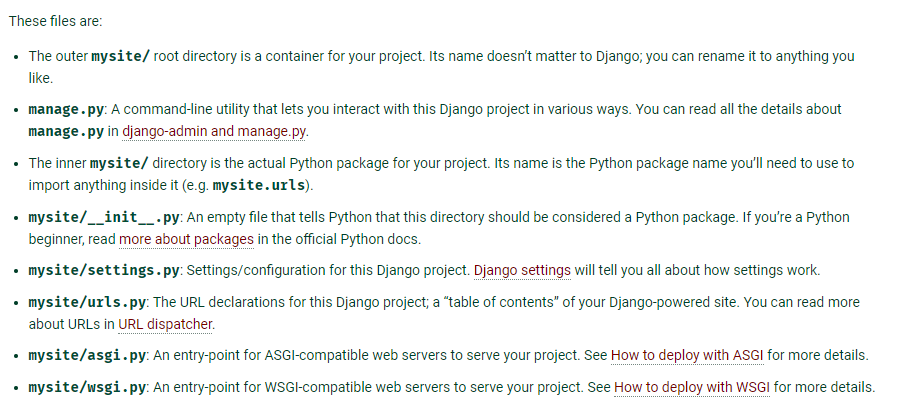 These files are:
• The outer mysite/ root directory is a container for your project. Its name doesn’t matter to Django; you can rename it to anything you
like.
• manage.py: A command-line utility that lets you interact with this Django project in various ways. You can read all the details about
manage.py in django-admin and manage.py.
• The inner mysite/ directory is the actual Python package for your project. Its name is the Python package name you’ll need to use to
import anything inside it (e.g. mysite.urls).
• mysite/__init__.py: An empty file that tells Python that this directory should be considered a Python package. If you’re a Python
beginner, read more about packages in the official Python docs.
• mysite/settings.py: Settings/configuration for this Django project. Django settings will tell you all about how settings work.
• mysite/urls.py: The URL declarations for this Django project; a “table of contents” of your Django-powered site. You can read more
about URLs in URL dispatcher.
• mysite/asgi.py: An entry-point for ASGI-compatible web servers to serve your project. See How to deploy with ASGI for more details.
• mysite/wsgi.py: An entry-point for WSGI-compatible web servers to serve your project. See How to deploy with WSGI for more details.